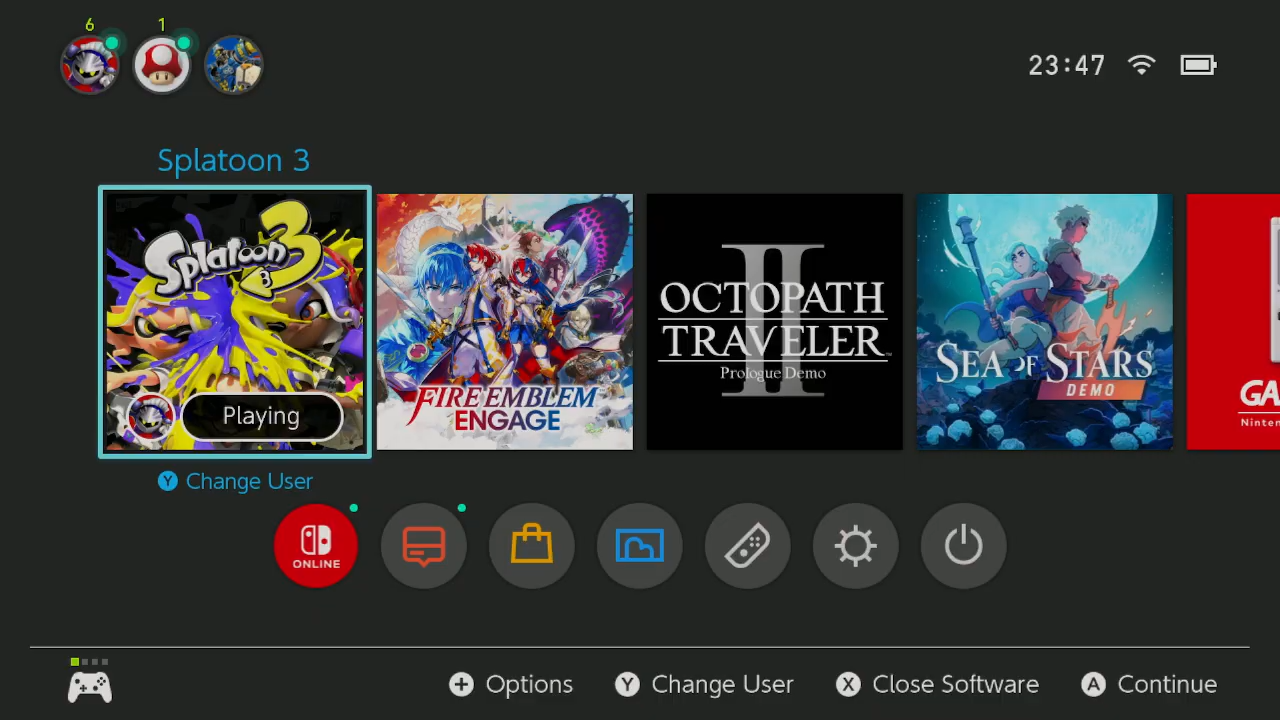 6 1
23:47
Splatoon 3
Splatoon 3
Playing
FIRE EMBLEM
ENGAGE
OCTOPATH
II
TRAVELER
Prologue Demo
SEA OF STARS
DEMO
Y Change User
ONLINE
+ Options Y Change User X Close Software A Continue